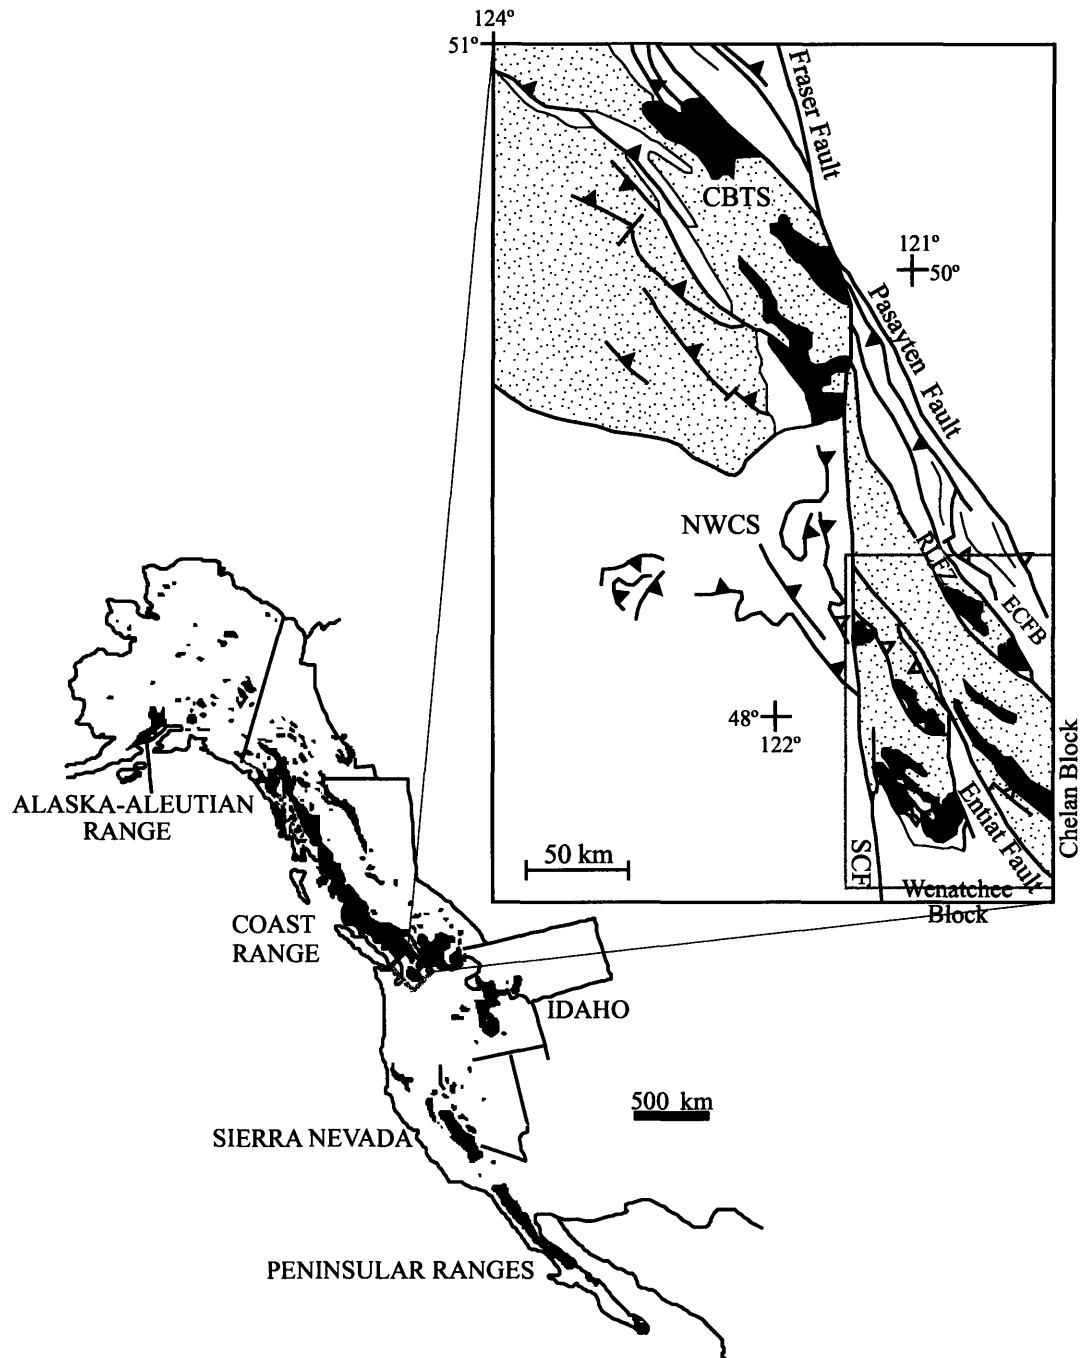 124°
51°
Fraser Fault
CBTS
121°
50°
Pasayten Fault
NWCS
RLFZ
ECFB
48°
122°
Chelan Block
Entiat Fault
50 km
SCF
Wenatchee
Block
ALASKA-ALEUTIAN
RANGE
COAST
RANGE
IDAHO
500 km
SIERRA NEVADA
PENINSULAR RANGES